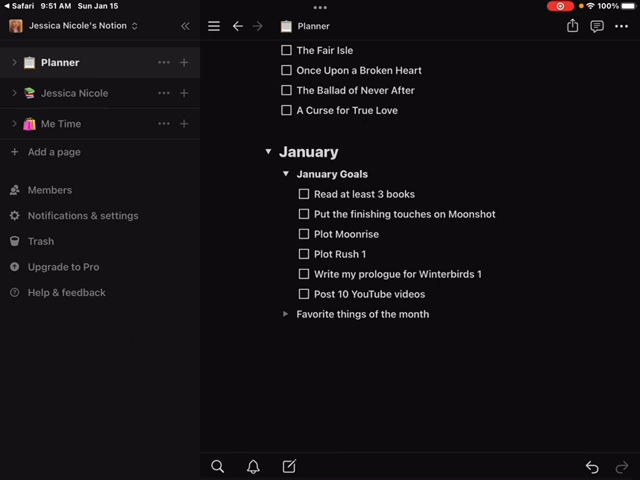 Safari 9:51 AM Sun Jan 15
100%
Jessica Nicole's Notion
Planner
Jessica Nicole
Me Time
Add a page
Members
Notifications & settings
Trash
Upgrade to Pro
Help & feedback
Planner
The Fair Isle
Once Upon a Broken Heart
The Ballad of Never After
A Curse for True Love
January
January Goals
Read at least 3 books
Put the finishing touches on Moonshot
Plot Moonrise
Plot Rush 1
Write my prologue for Winterbirds 1
Post 10 YouTube videos
Favorite things of the month